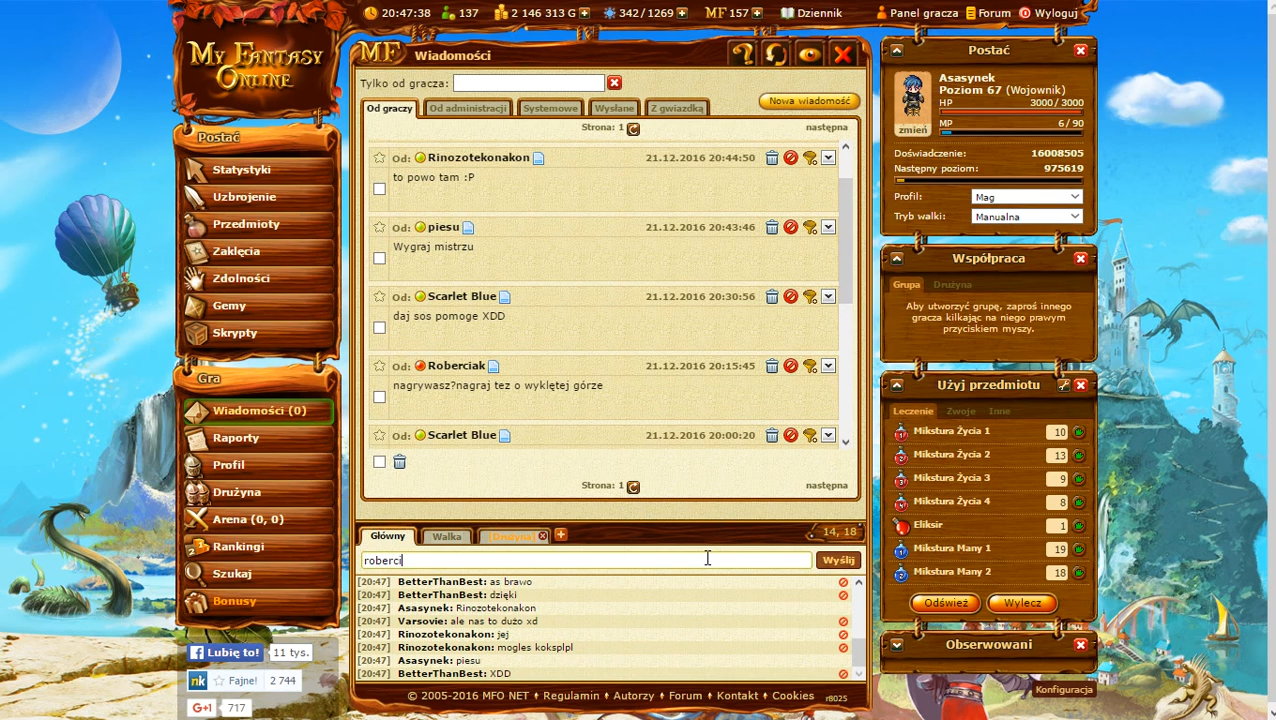 20:47:38
137
2 146 313 G
342/1269
MF 157
Dziennik
Panel gracza
Forum
Wyloguj
My Fantasy
Online
Postać
Statystyki
Uzbrojenie
Przedmioty
Zaklęcia
Zdolności
Gemy
Skrypty
Gra
Wiadomości (0)
Raporty
Profil
Drużyna
Arena (0, 0)
Rankingi
Szukaj
Bonusy
Lubię to! 11 tys.
nk Fajne! 2 744
G+1 717
MF Wiadomości
Tylko od gracza:
Od graczy
Od administracji
Systemowe
Wysłane
Z gwiazdką
Nowa wiadomość
Strona: 1
następna
Od: Rinozotekonakon 21.12.2016 20:44:50
to powo tam :P
Od: piesu 21.12.2016 20:43:46
Wygraj mistrzu
Od: Scarlet Blue 21.12.2016 20:30:56
daj sos pomoge XDD
Od: Roberciak 21.12.2016 20:15:45
nagrywasz?nagraj tez o wyklętej górze
Od: Scarlet Blue 21.12.2016 20:00:20
Strona: 1
następna
Główny
Walka
Drużyna
14, 18
roberci
Wyślij
[20:47] BetterThanBest: as brawo
[20:47] BetterThanBest: dzięki
[20:47] Asasynek: Rinozotekonakon
[20:47] Varsovie: ale nas to dużo xd
[20:47] Rinozotekonakon: jej
[20:47] Rinozotekonakon: mogles koksplpl
[20:47] Asasynek: piesu
[20:47] BetterThanBest: XDD
© 2005-2016 MFO NET Regulamin Autorzy Forum Kontakt Cookies r8025
Postać
Asasynek
Poziom 67 (Wojownik)
HP 3000 / 3000
MP 6 / 90
zmień
Doświadczenie: 16008505
Następny poziom: 975619
Profil: Mag
Tryb walki: Manualna
Współpraca
Grupa
Drużyna
Aby utworzyć grupę, zaproś innego
gracza kilkając na niego prawym
przyciskiem myszy.
Użyj przedmiotu
Leczenie
Zwoje
Inne
Mikstura Życia 1 10
Mikstura Życia 2 13
Mikstura Życia 3 9
Mikstura Życia 4 8
Eliksir 1
Mikstura Many 1 19
Mikstura Many 2 18
Odśwież
Wylecz
Obserwowani
Konfiguracja